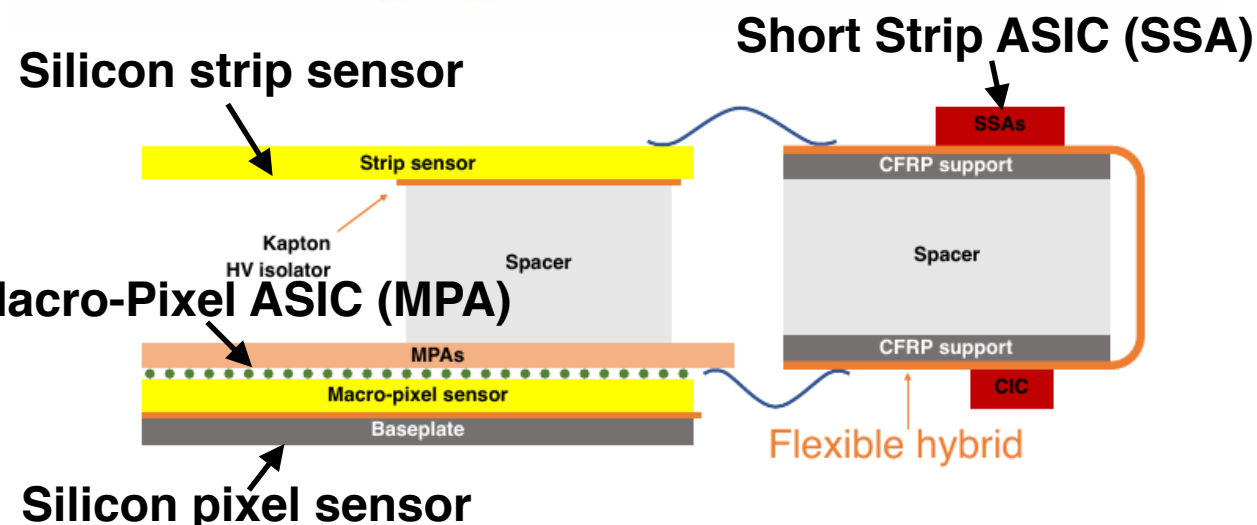 Short Strip ASIC (SSA)
Silicon strip sensor
SSAs
Strip sensor
CFRP support
Kapton
HV isolator
Spacer
Spacer
acro-Pixel ASIC (MPA)
MPAs
CFRP support
Macro-pixel sensor
CIC
Baseplate
Flexible hybrid
Silicon pixel sensor